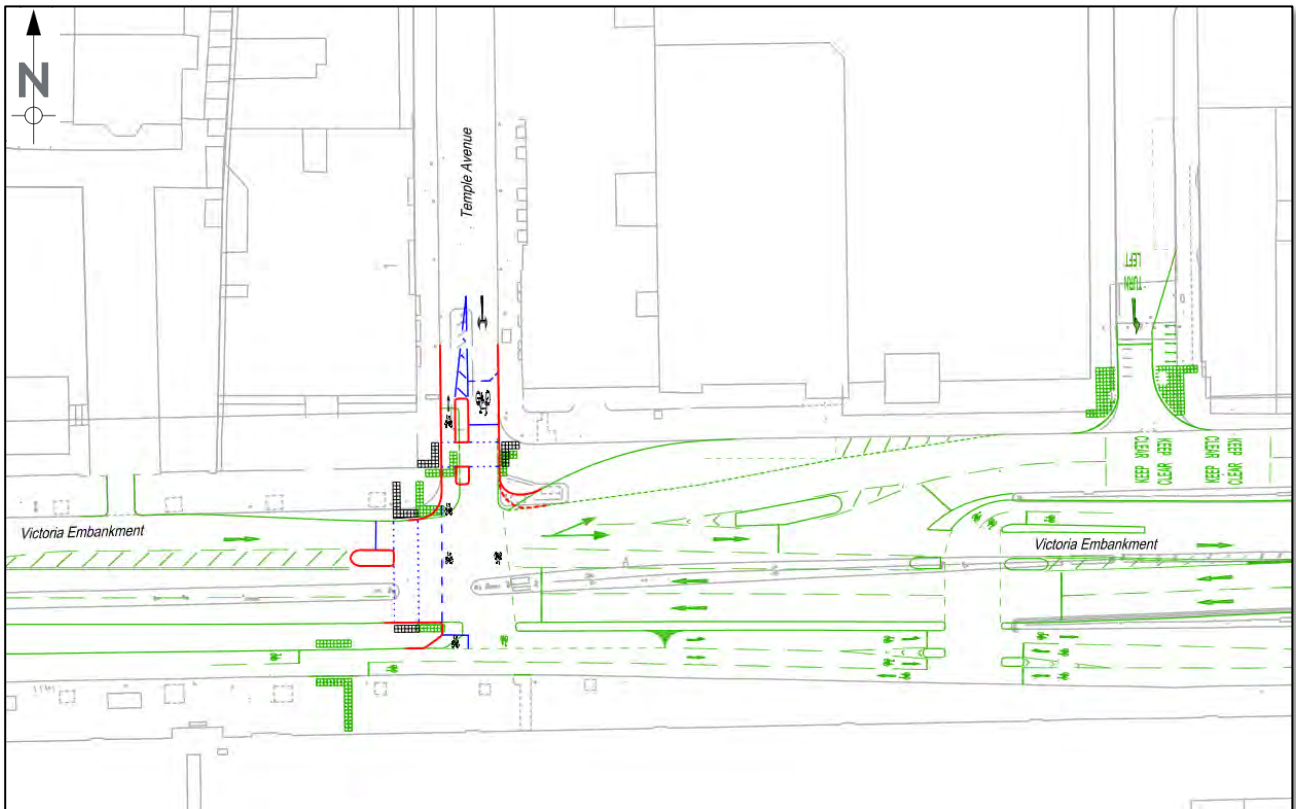 N
Temple Avenue
TURN
LEFT
KEEP CLEAR KEEP CLEAR
KEEP CLEAR KEEP CLEAR
Victoria Embankment
Victoria Embankment